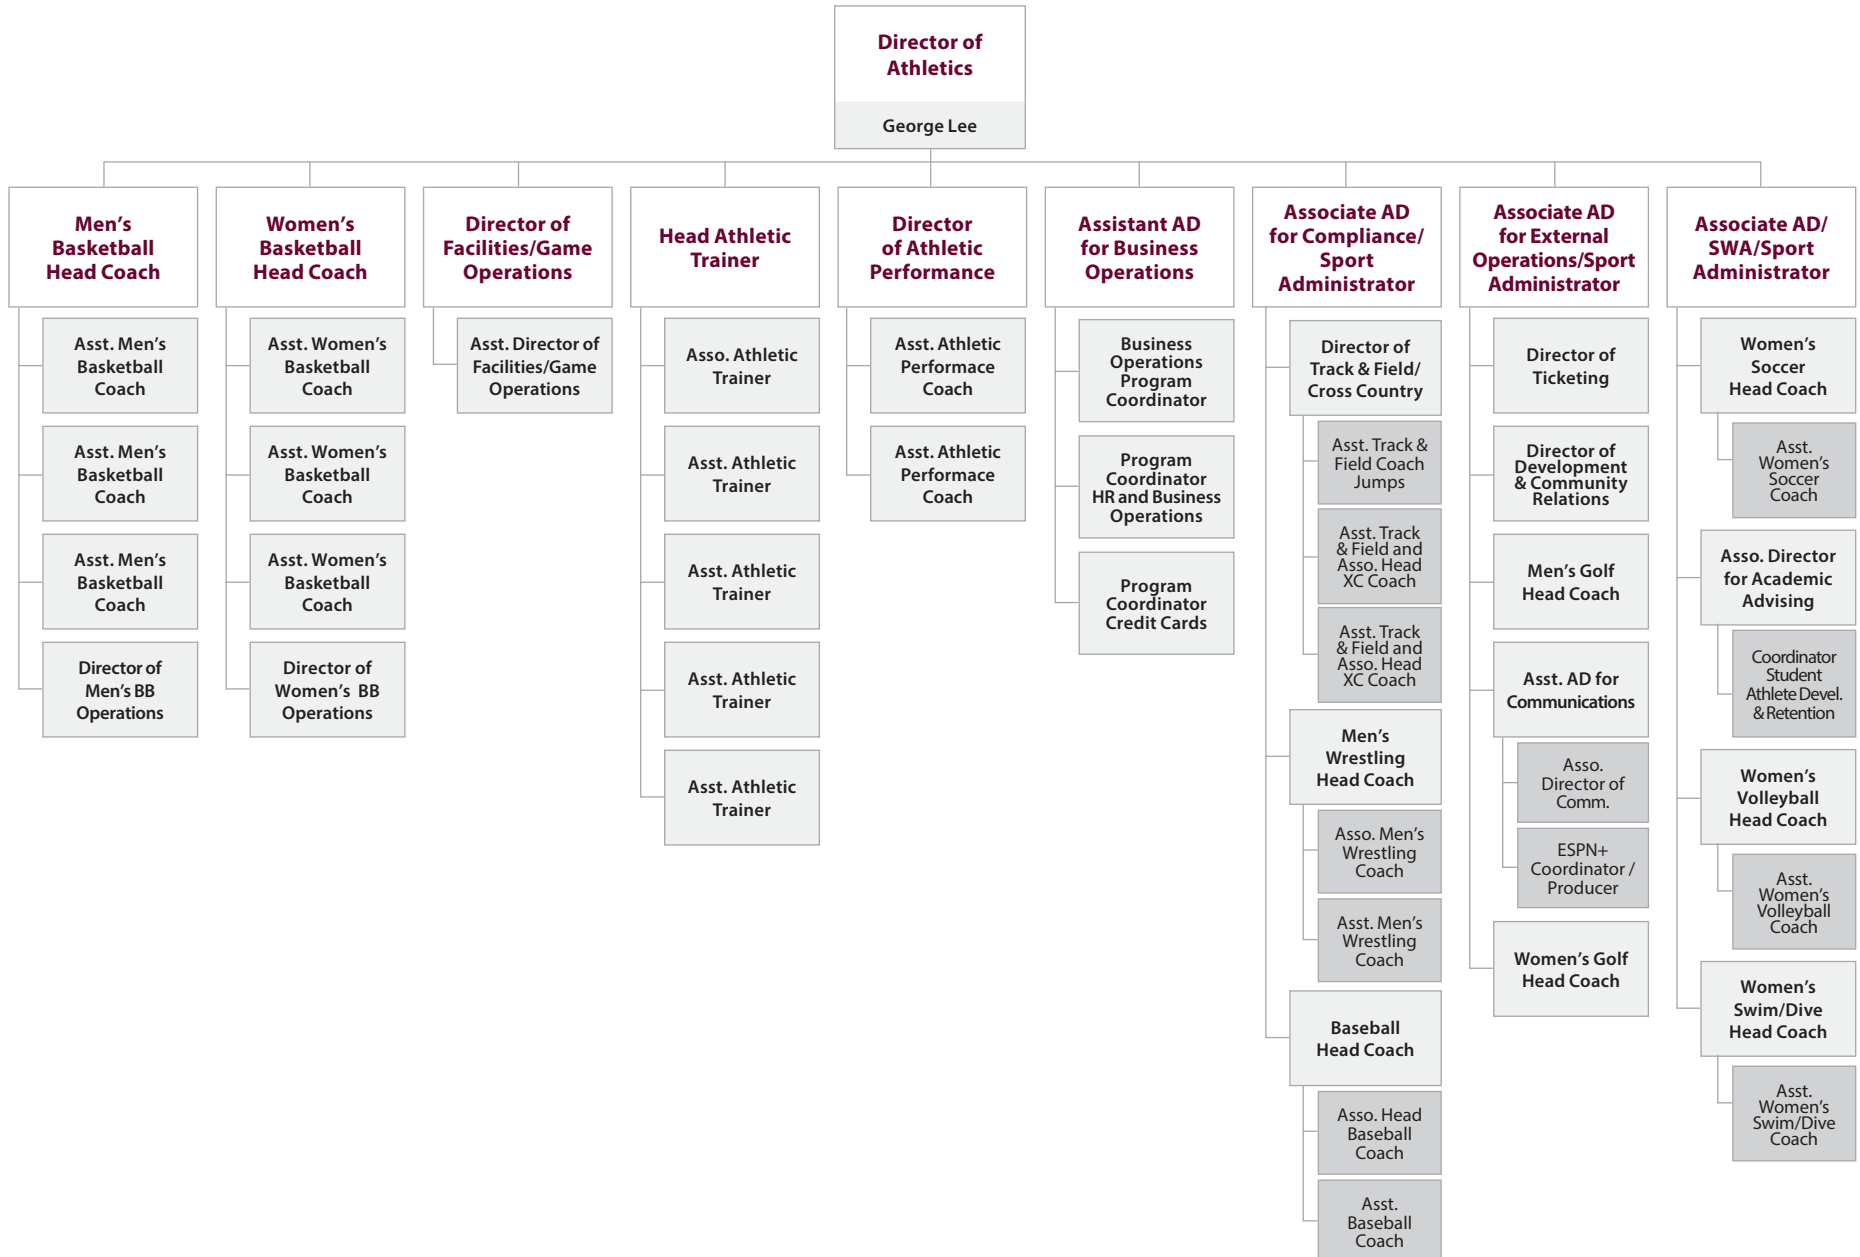 Director of
Athletics
George Lee
Men’s
Basketball
Head Coach
Asst. Men’s
Basketball
Coach
Asst. Men’s
Basketball
Coach
Asst. Men’s
Basketball
Coach
Director of
Men’s BB
Operations
Women’s
Basketball
Head Coach
Asst. Women’s
Basketball
Coach
Asst. Women’s
Basketball
Coach
Asst. Women’s
Basketball
Coach
Director of
Women’s BB
Operations
Director of
Facilities/Game
Operations
Asst. Director of
Facilities/Game
Operations
Head Athletic
Trainer
Asso. Athletic
Trainer
Asst. Athletic
Trainer
Asst. Athletic
Trainer
Asst. Athletic
Trainer
Asst. Athletic
Trainer
Director
of Athletic
Performance
Asst. Athletic
Performace
Coach
Asst. Athletic
Performace
Coach
Assistant AD
for Business
Operations
Business
Operations
Program
Coordinator
Program
Coordinator
HR and Business
Operations
Program
Coordinator
Credit Cards
Associate AD
for Compliance/
Sport
Administrator
Director of
Track & Field/
Cross Country
Asst. Track &
Field Coach
Jumps
Asst. Track
& Field and
Asso. Head
XC Coach
Asst. Track
& Field and
Asso. Head
XC Coach
Men’s
Wrestling
Head Coach
Asso. Men’s
Wrestling
Coach
Asst. Men’s
Wrestling
Coach
Baseball
Head Coach
Asso. Head
Baseball
Coach
Asst.
Baseball
Coach
Associate AD
for External
Operations/Sport
Administrator
Director of
Ticketing
Director of
Development
& Community
Relations
Men’s Golf
Head Coach
Asst. AD for
Communications
Asso.
Director of
Comm.
ESPN+
Coordinator /
Producer
Women’s Golf
Head Coach
Associate AD/
SWA/Sport
Administrator
Women’s
Soccer
Head Coach
Asst.
Women’s
Soccer
Coach
Asso. Director
for Academic
Advising
Coordinator
Student
Athlete Devel.
& Retention
Women’s
Volleyball
Head Coach
Asst.
Women’s
Volleyball
Coach
Women’s
Swim/Dive
Head Coach
Asst.
Women’s
Swim/Dive
Coach